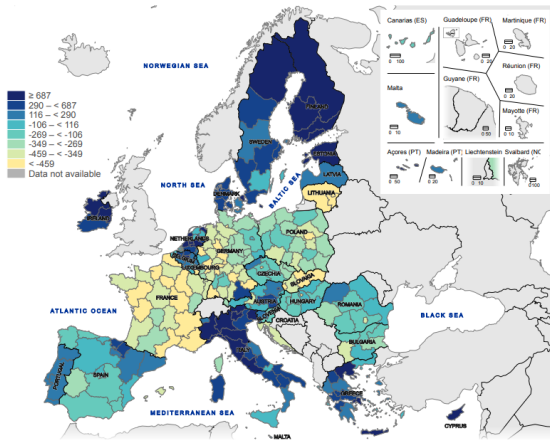 Canarias (ES)
0 100
Guadeloupe (FR)
0 20
Martinique (FR)
0 20
Malta
0 10
Guyane (FR)
0 50
Réunion (FR)
0 20
Mayotte (FR)
0 10
Açores (PT)
0 50
Madeira (PT)
0 20
Liechtenstein
0 10
Svalbard (NO
0 100
NORWEGIAN SEA
≥ 687
290 – < 687
116 – < 290
-106 – < 116
-269 – < -106
-349 – < -269
-459 – < -349
< -459
Data not available
FINLAND
SWEDEN
ESTONIA
LATVIA
LITHUANIA
BALTIC SEA
NORTH SEA
DENMARK
IRELAND
NETHERLANDS
BELGIUM
LUXEMBOURG
GERMANY
POLAND
CZECHIA
SLOVAKIA
FRANCE
AUSTRIA
HUNGARY
SLOVENIA
CROATIA
ROMANIA
ATLANTIC OCEAN
BLACK SEA
ITALY
BULGARIA
PORTUGAL
SPAIN
GREECE
MEDITERRANEAN SEA
CYPRUS
MALTA